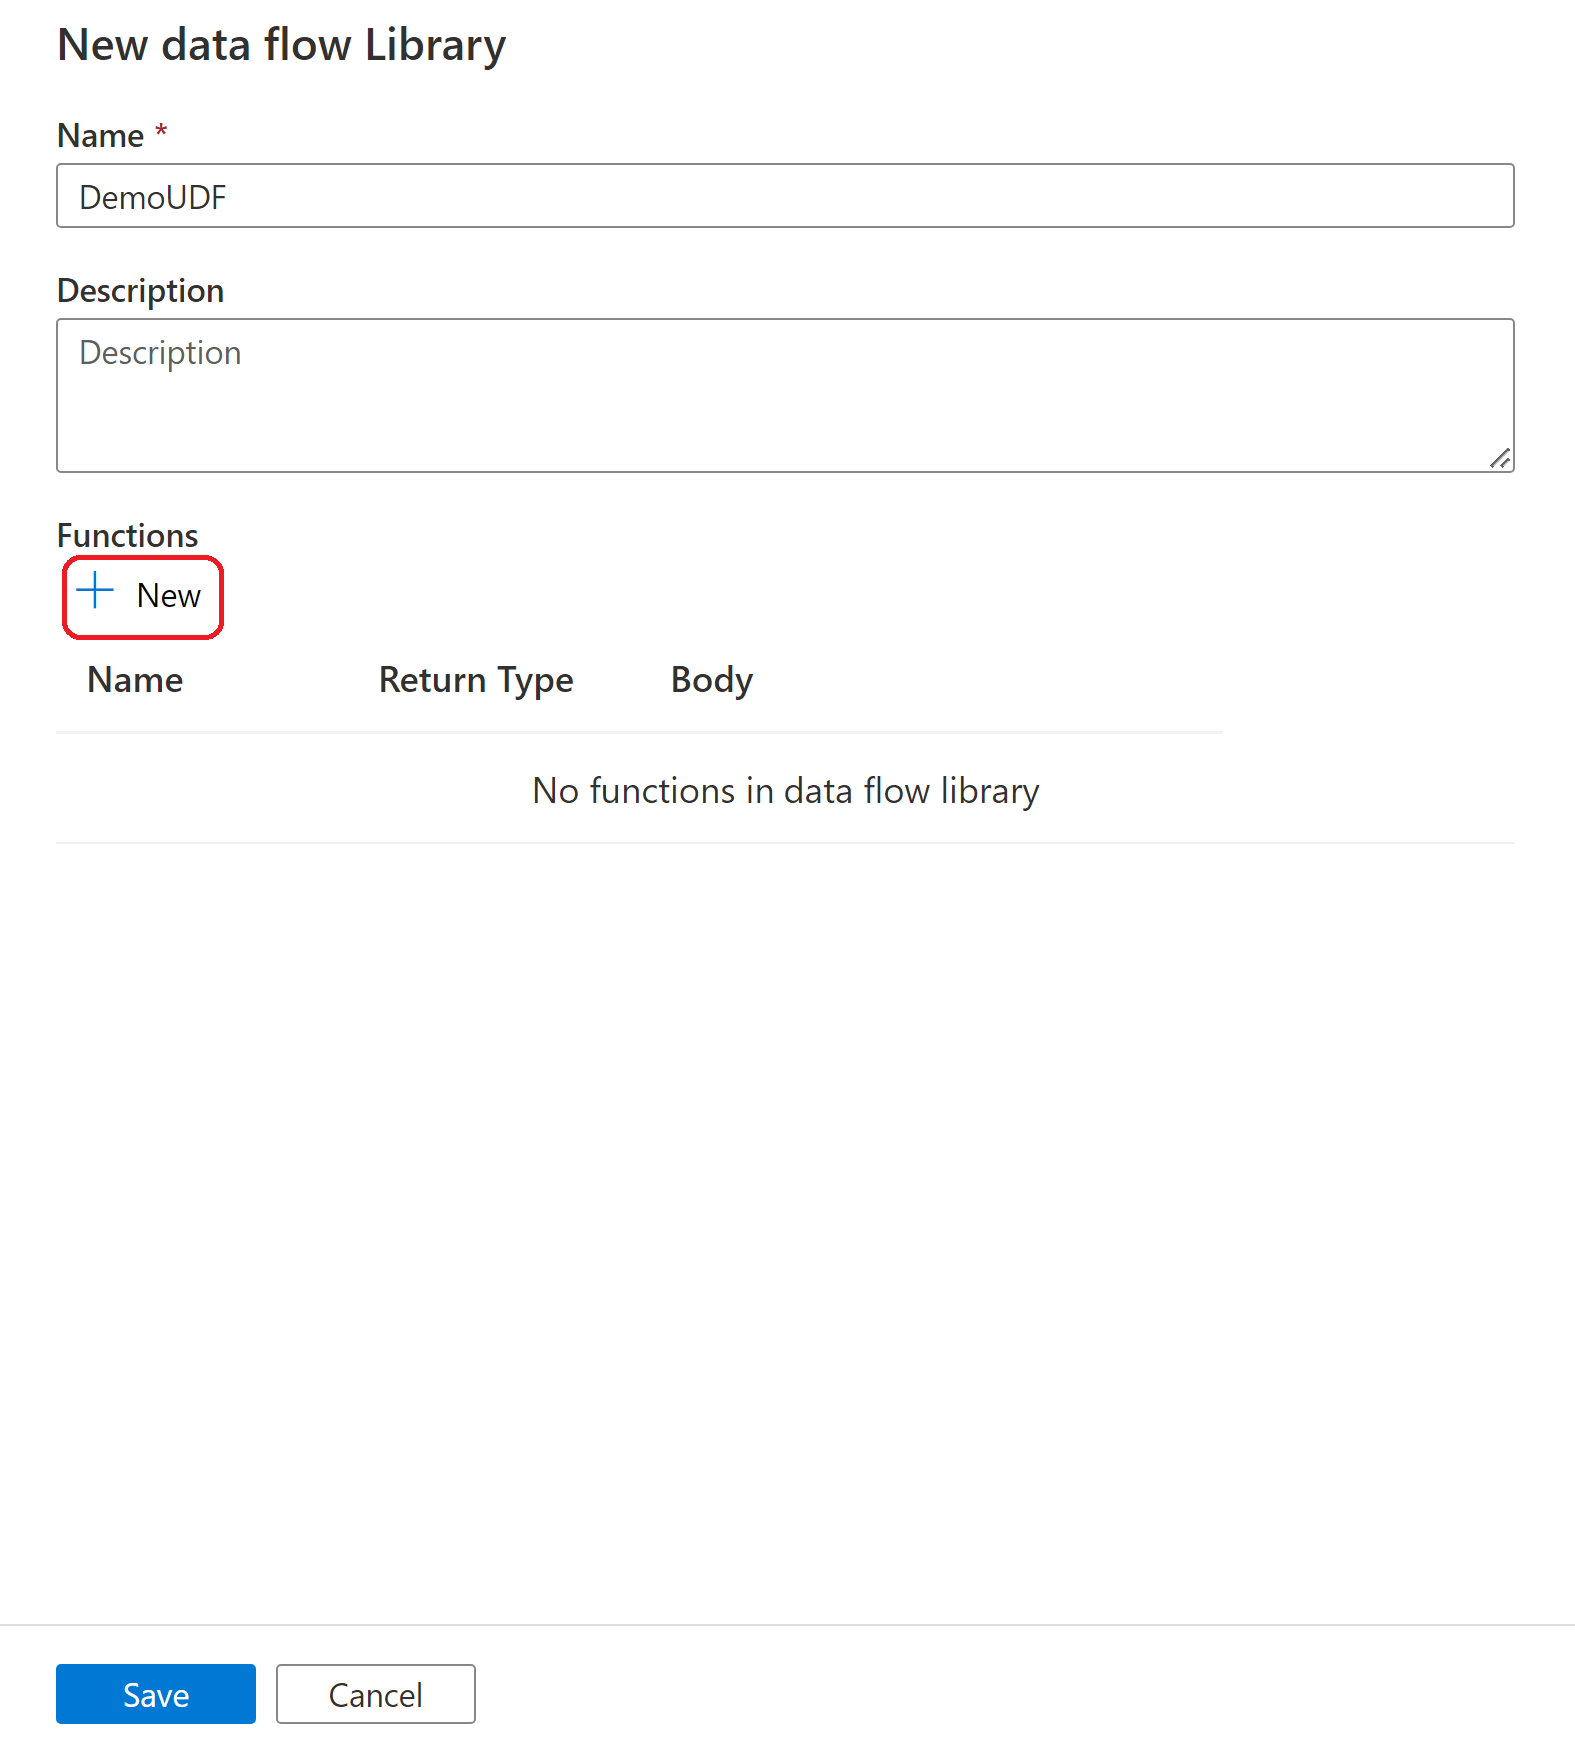 New data flow Library
Name *
DemoUDF
Description
Description
Functions
New
Name Return Type Body
No functions in data flow library
Save Cancel